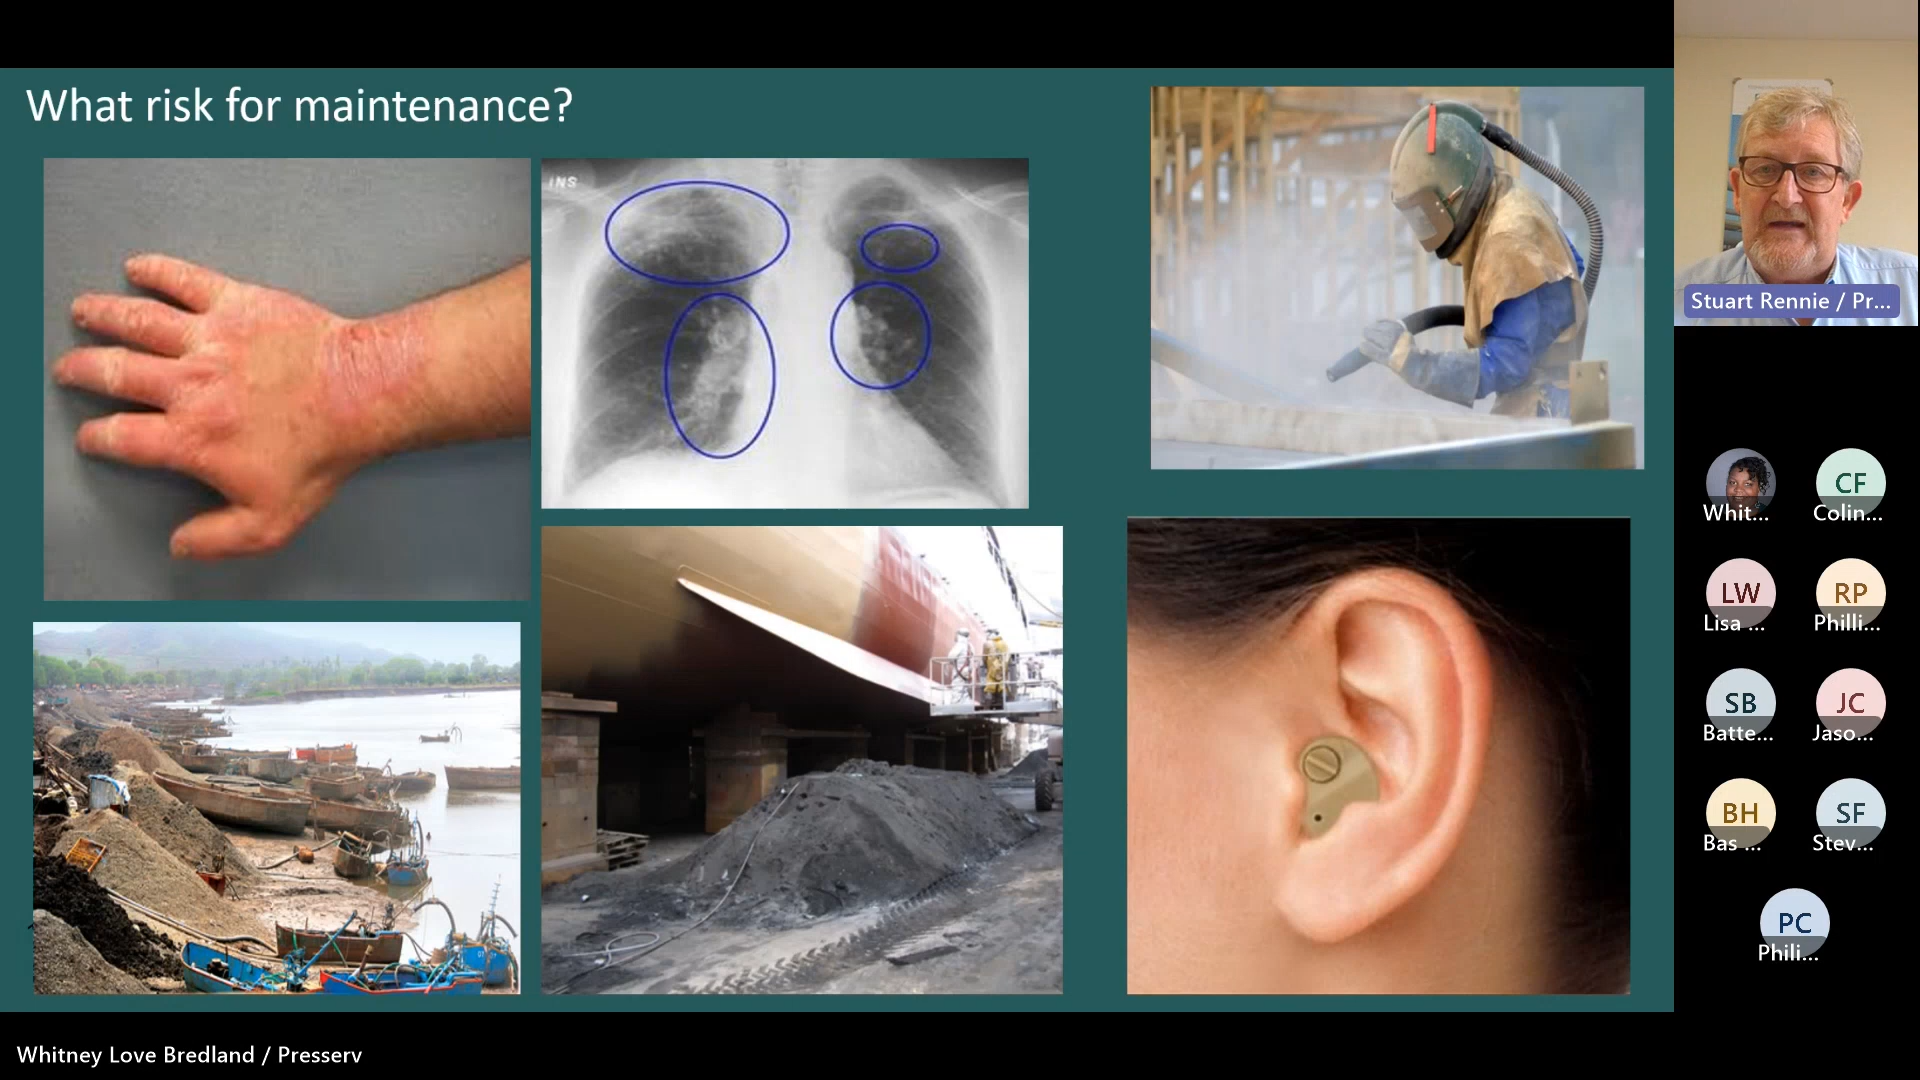 What risk for maintenance?
INS
Stuart Rennie / Pr...
Whit...
CF
Colin...
LW
Lisa ...
RP
Philli...
SB
Batte...
JC
Jaso...
BH
Bas ...
SF
Stev...
PC
Phili...
Whitney Love Bredland / Presserv